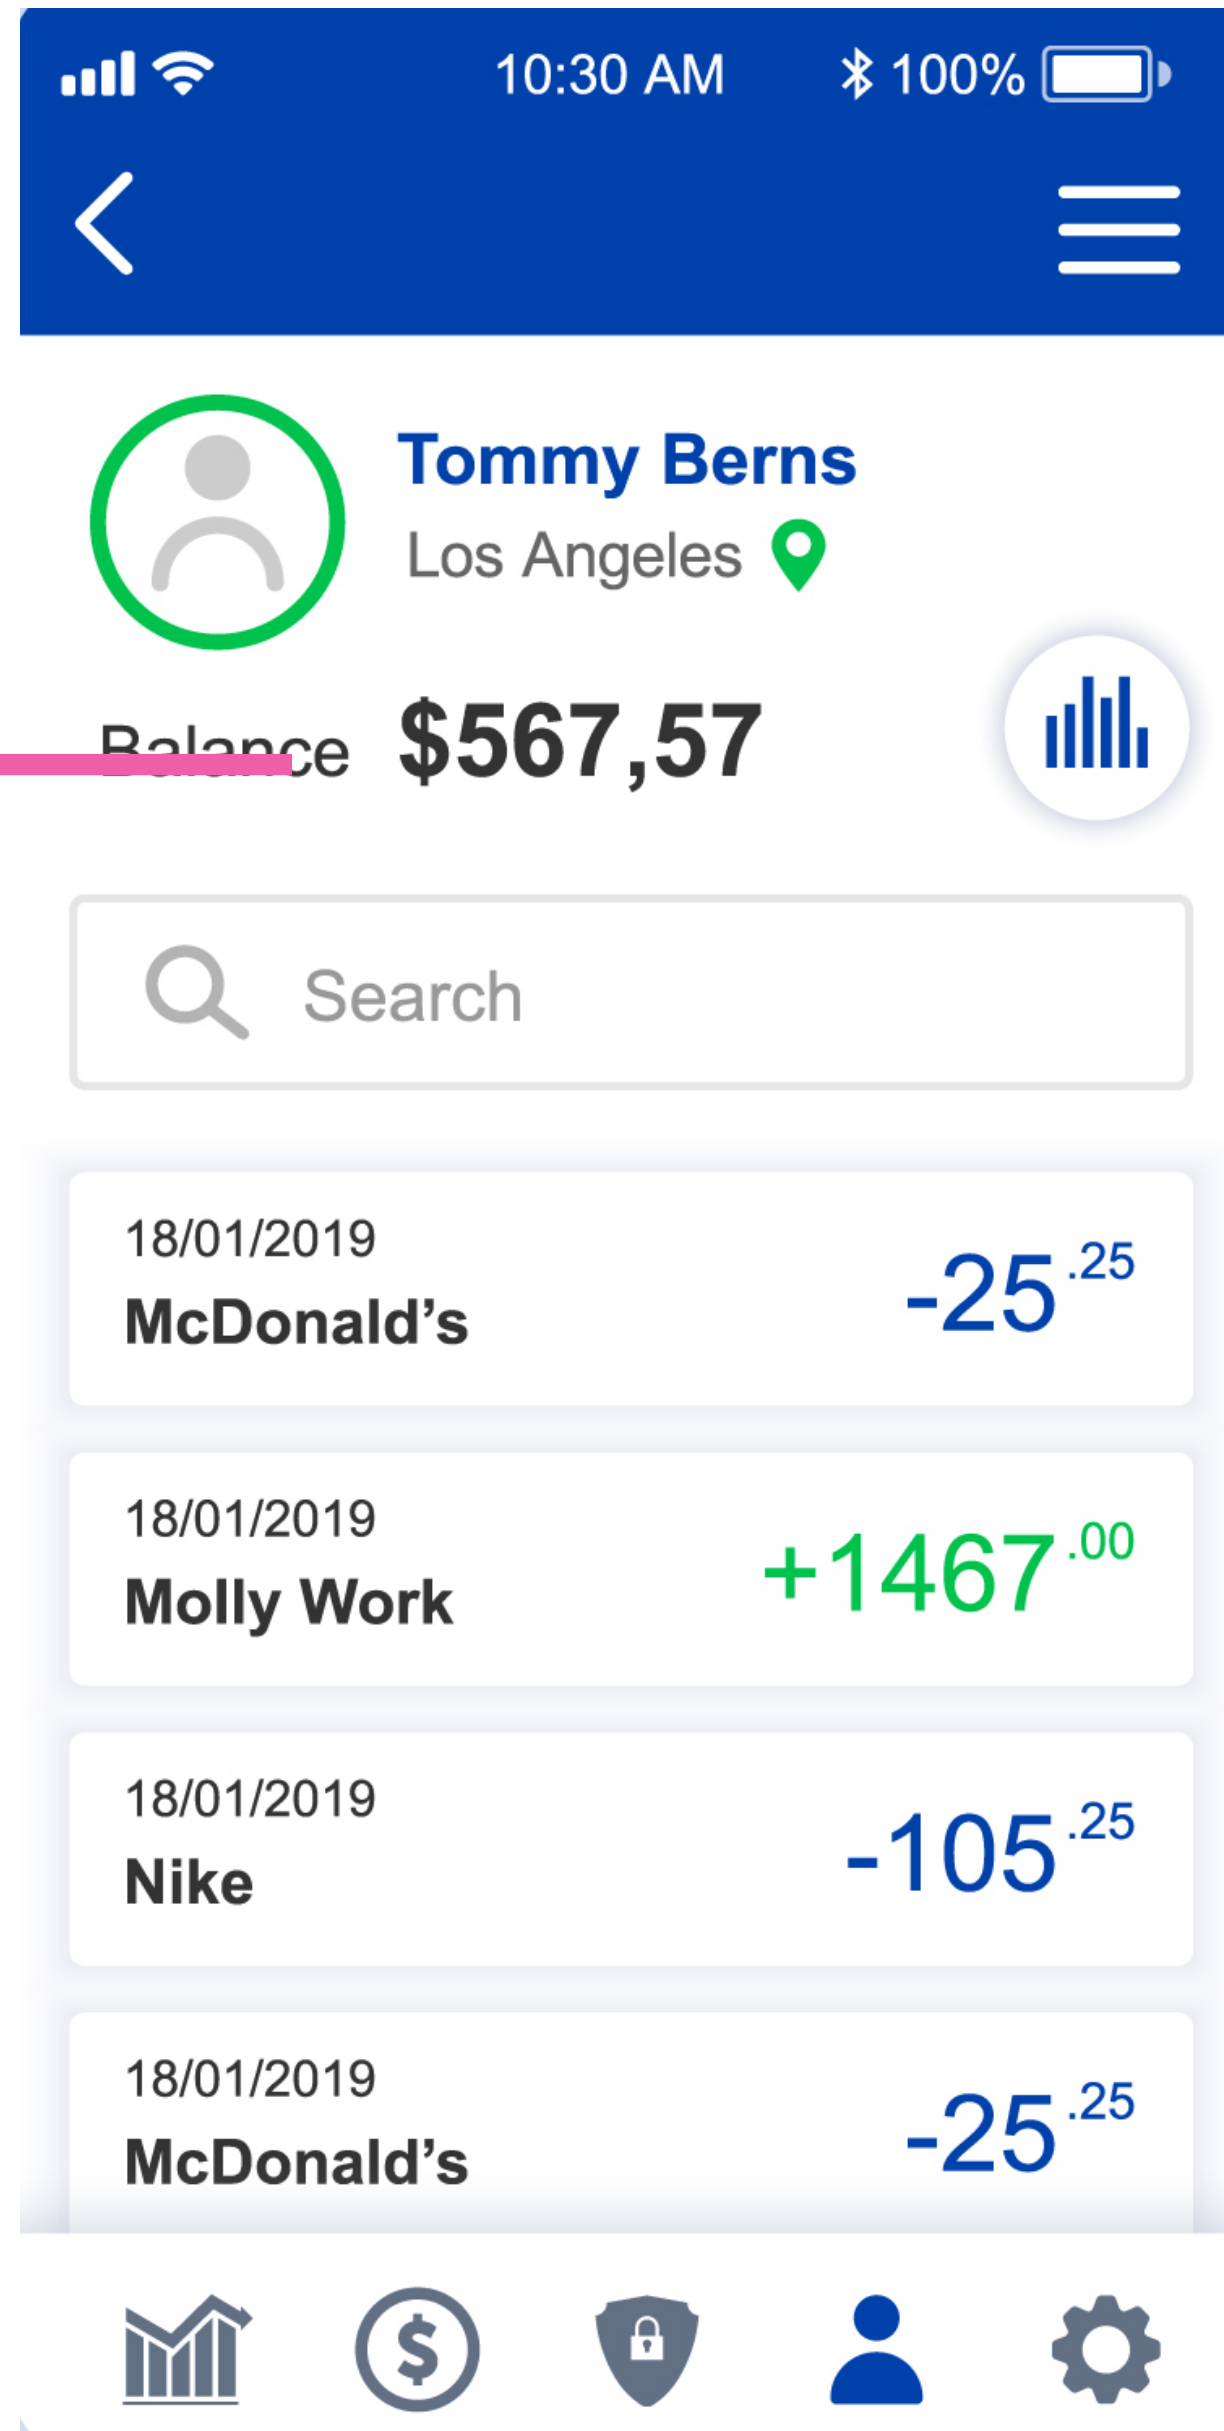 10:30 AM 100%
Tommy Berns
Los Angeles
Balance $567,57
Search
18/01/2019
McDonald’s -25.25
18/01/2019
Molly Work +1467.00
18/01/2019
Nike -105.25
18/01/2019
McDonald’s -25.25
$